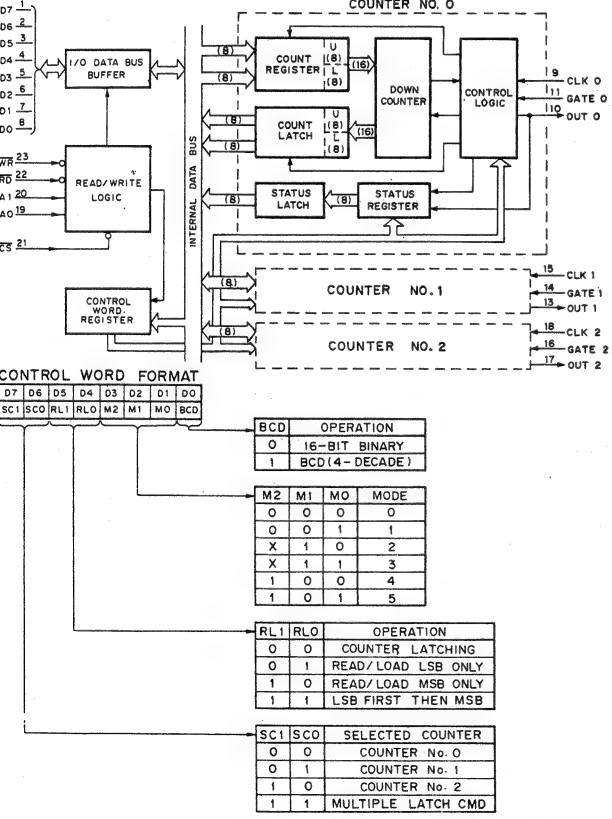 COUNTER NO. 0
D7 1
D6 2
D5 3
D4 4
D3 5
D2 6
D1 7
D0 8
I/O DATA BUS
BUFFER
WR 23
RD 22
A1 20
A0 19
CS 21
READ/WRITE
LOGIC
CONTROL
WORD
REGISTER
INTERNAL DATA BUS
(8)
(8)
COUNT
REGISTER
U
(8)
L
(8)
(16)
DOWN
COUNTER
CONTROL
LOGIC
9 CLK 0
11 GATE 0
10 OUT 0
(8)
(8)
COUNT
LATCH
U
(8)
L
(8)
(16)
(8)
STATUS
LATCH
(8)
STATUS
REGISTER
(8)
COUNTER NO.1
15 CLK 1
14 GATE 1
13 OUT 1
(8)
COUNTER NO. 2
18 CLK 2
16 GATE 2
17 OUT 2
CONTROL WORD FORMAT
D7 D6 D5 D4 D3 D2 D1 D0
SC1 SC0 RL1 RL0 M2 M1 M0 BCD
BCD OPERATION
0 16-BIT BINARY
1 BCD(4-DECADE)
M2 M1 M0 MODE
0 0 0 0
0 0 1 1
X 1 0 2
X 1 1 3
1 0 0 4
1 0 1 5
RL1 RL0 OPERATION
0 0 COUNTER LATCHING
0 1 READ/LOAD LSB ONLY
1 0 READ/LOAD MSB ONLY
1 1 LSB FIRST THEN MSB
SC1 SC0 SELECTED COUNTER
0 0 COUNTER No. 0
0 1 COUNTER No. 1
1 0 COUNTER No. 2
1 1 MULTIPLE LATCH CMD